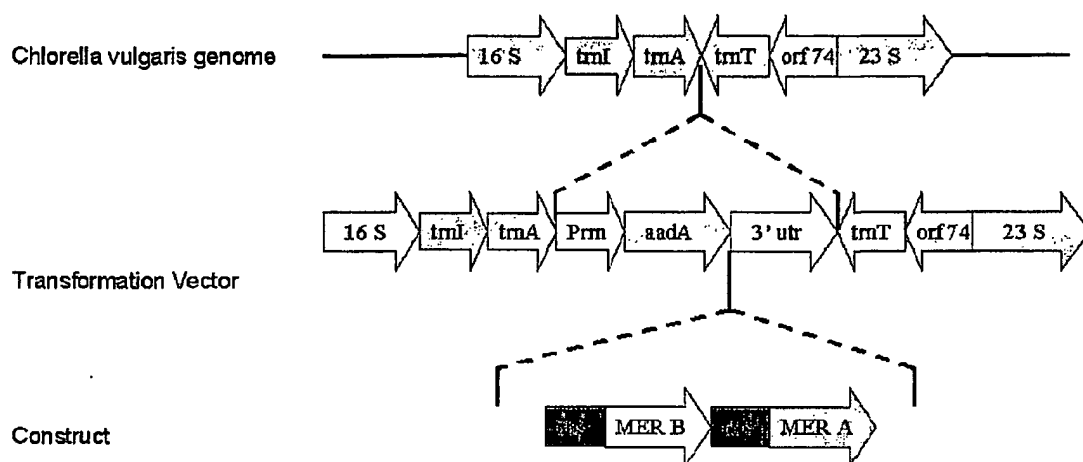 Chlorella vulgaris genome
16 S trnI trnA trnT orf 74 23 S
16 S trnI trnA Prrn aadA 3' utr trnT orf 74 23 S
Transformation Vector
MER B MER A
Construct